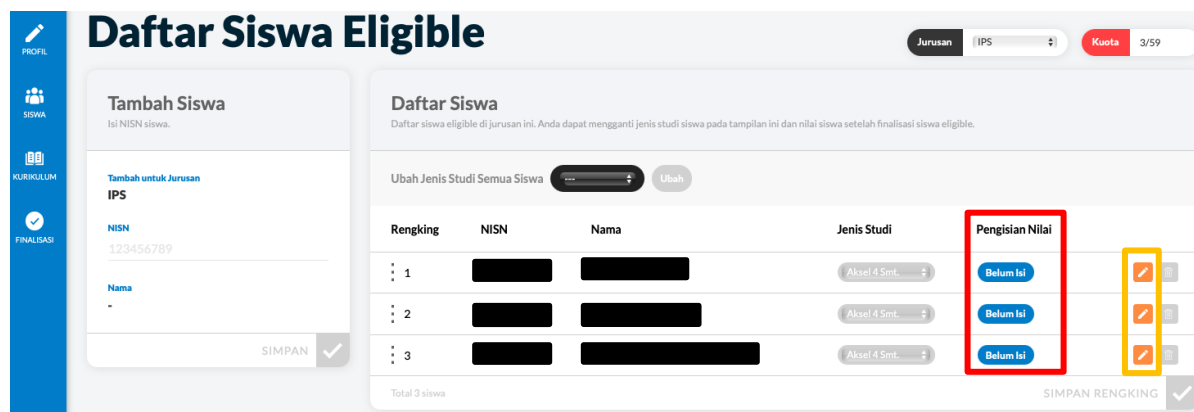 PROFIL
SISWA
KURIKULUM
FINALISASI
Daftar Siswa Eligible
Jurusan IPS
Kuota 3/59
Tambah Siswa
Isi NISN siswa.
Tambah untuk Jurusan
IPS
NISN
123456789
Nama
-
SIMPAN
Daftar Siswa
Daftar siswa eligible di jurusan ini. Anda dapat mengganti jenis studi siswa pada tampilan ini dan nilai siswa setelah finalisasi siswa eligible.
Ubah Jenis Studi Semua Siswa --- Ubah
Rengking NISN Nama Jenis Studi Pengisian Nilai
1 Aksel 4 Smt. Belum Isi
2 Aksel 4 Smt. Belum Isi
3 Aksel 4 Smt. Belum Isi
Total 3 siswa
SIMPAN RENGKING